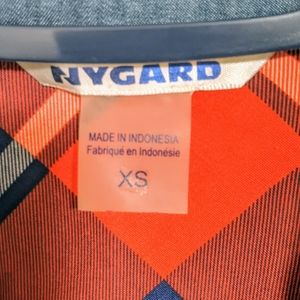 NYGARD
MADE IN INDONESIA
Fabriqué en Indonésie
XS